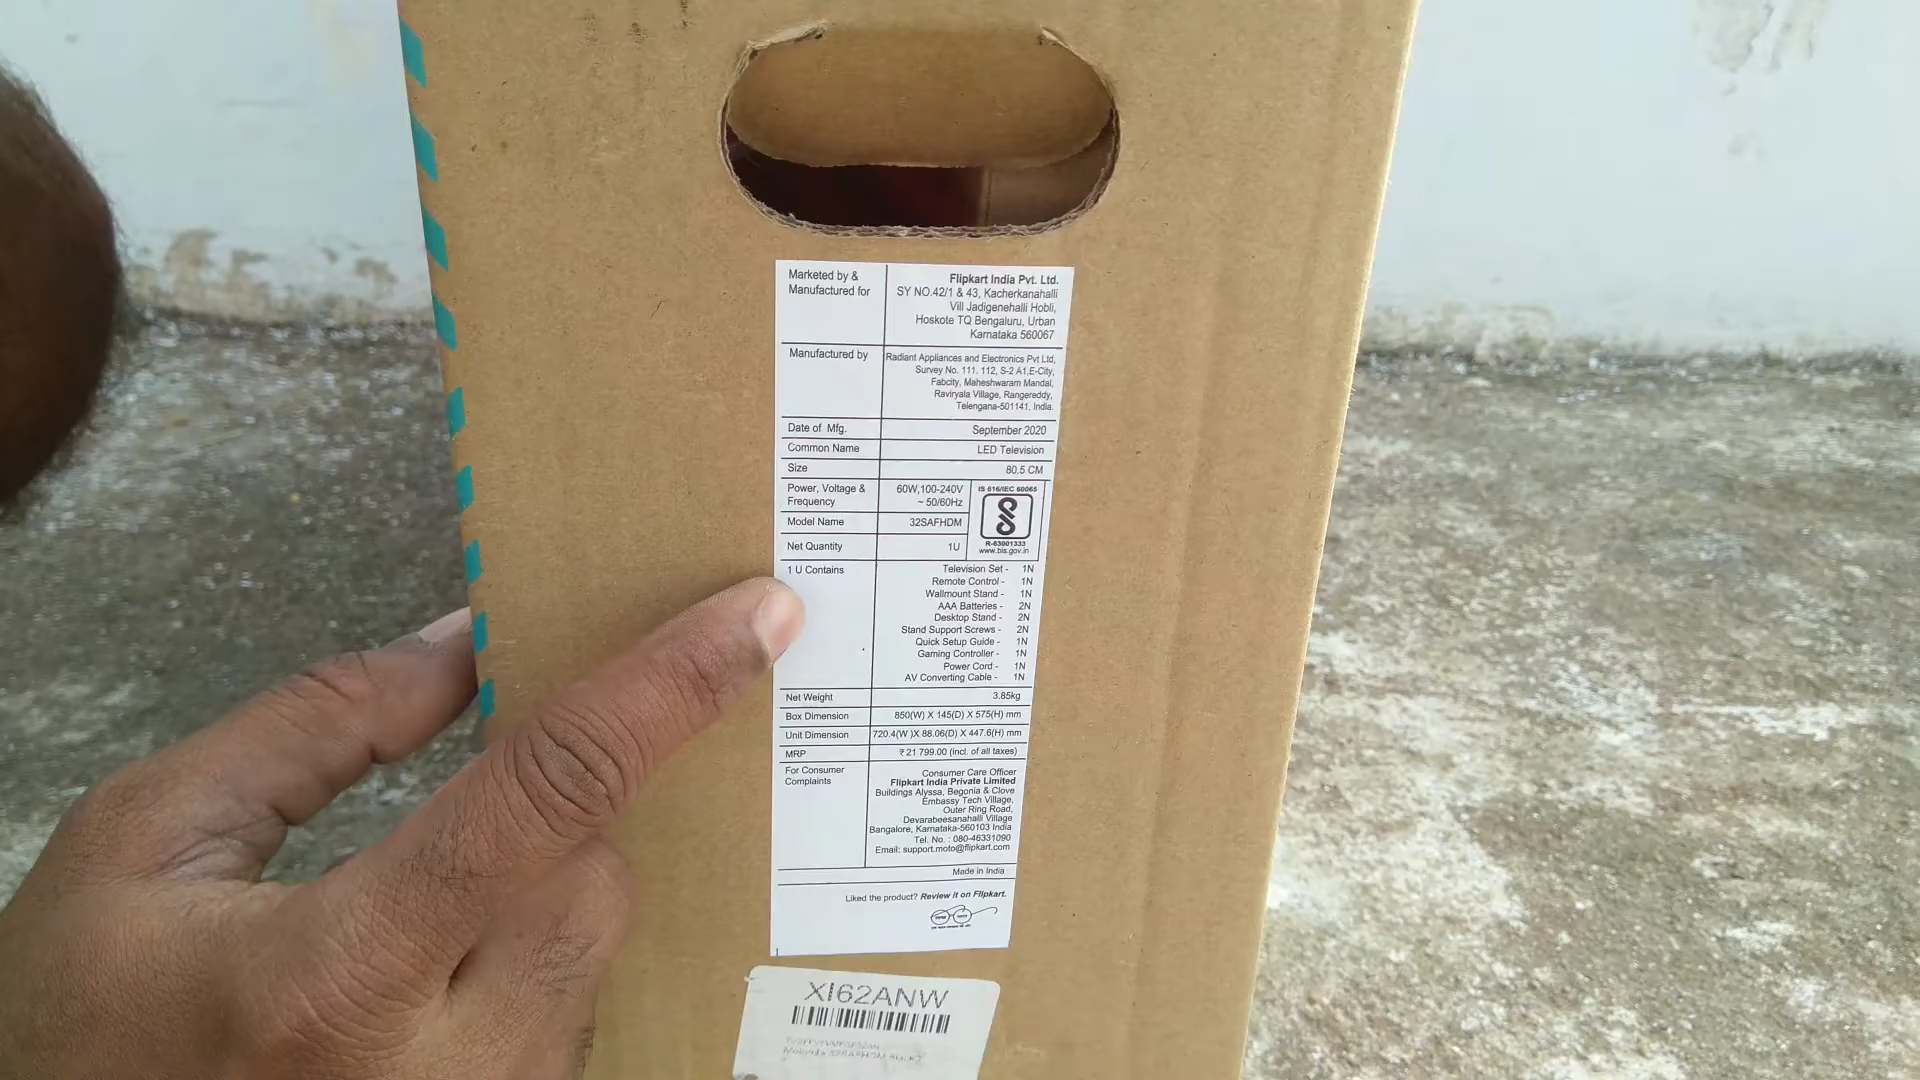 Marketed by &
Manufactured for
Flipkart India Pvt. Ltd.
SY NO.42/1 & 43, Kacherkanahalli
Vill Jadigenehalli Hobli,
Hoskote TQ Bengaluru, Urban
Karnataka 560067
Manufactured by
Radiant Appliances and Electronics Pvt Ltd,
Survey No. 111. 112, S-2 A1,E-City,
Fabcity, Maheshwaram Mandal,
Raviryala Village, Rangereddy,
Telengana-501141, India.
Date of Mfg. September 2020
Common Name LED Television
Size 80.5 CM
Power, Voltage &
Frequency
60W,100-240V
~ 50/60Hz
IS 616/IEC 60065
R-63001333
www.bis.gov.in
Model Name 32SAFHDM
Net Quantity 1U
1 U Contains
Television Set - 1N
Remote Control - 1N
Wallmount Stand - 1N
AAA Batteries - 2N
Desktop Stand - 2N
Stand Support Screws - 2N
Quick Setup Guide - 1N
Gaming Controller - 1N
Power Cord - 1N
AV Converting Cable - 1N
Net Weight 3.85kg
Box Dimension 850(W) X 145(D) X 575(H) mm
Unit Dimension 720.4(W )X 88.06(D) X 447.6(H) mm
MRP ₹ 21 799.00 (incl. of all taxes)
For Consumer
Complaints
Consumer Care Officer
Flipkart India Private Limited
Buildings Alyssa, Begonia & Clove
Embassy Tech Village,
Outer Ring Road,
Devarabeesanahalli Village
Bangalore, Karnataka-560103 India
Tel. No. : 080-46331090
Email: support.moto@flipkart.com
Made in India
Liked the product? Review it on Flipkart.
XI62ANW